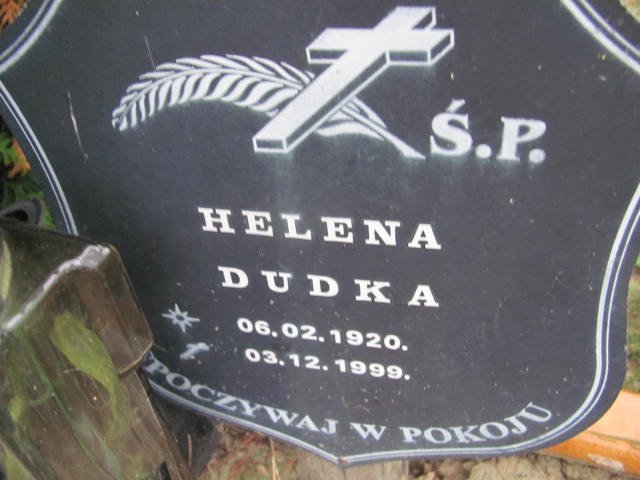 Ś.P.
HELENA
DUDKA
06.02.1920.
03.12.1999.
POCZYWAJ W POKOJU